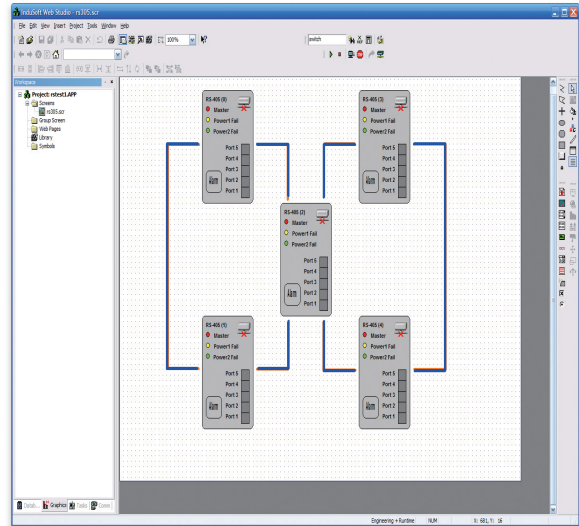 InduSoft Web Studio - rs305.scr
File Edit View Insert Project Tools Window Help
100%
switch
Workspace
Project: rstest1.APP
Screens
rs305.scr
Group Screen
Web Pages
Library
Symbols
RS-405 (0)
Master
Power1 Fail
Power2 Fail
Port 5
Port 4
Port 3
Port 2
Port 1
Alarm
RS-405 (3)
Master
Power1 Fail
Power2 Fail
Port 5
Port 4
Port 3
Port 2
Port 1
Alarm
RS-405 (2)
Master
Power1 Fail
Power2 Fail
Port 5
Port 4
Port 3
Port 2
Port 1
Alarm
RS-405 (1)
Master
Power1 Fail
Power2 Fail
Port 5
Port 4
Port 3
Port 2
Port 1
Alarm
RS-405 (4)
Master
Power1 Fail
Power2 Fail
Port 5
Port 4
Port 3
Port 2
Port 1
Alarm
Datab... Graphics Tasks Comm
Engineering + Runtime NUM X: 681, Y: 16